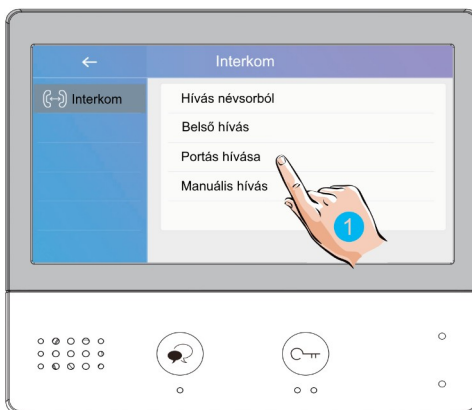 Interkom
Interkom
Hívás névsorból
Belső hívás
Portás hívása
Manuális hívás
1